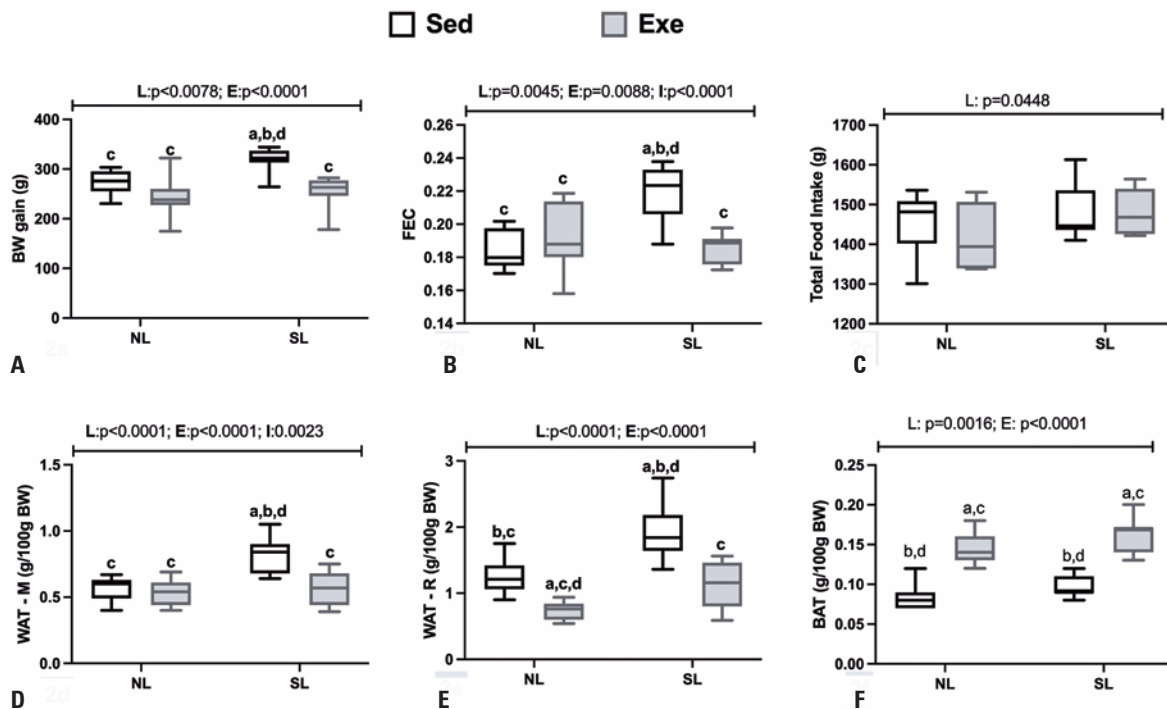 Sed Exe
L:p<0.0078; E:p<0.0001
BW gain (g)
400
300
200
100
0
c c a,b,d c
NL SL
2a
A
L:p=0.0045; E:p=0.0088; I:p<0.0001
FEC
0.26
0.24
0.22
0.20
0.18
0.16
0.14
c c a,b,d c
NL SL
2b
B
L: p=0.0448
Total Food Intake (g)
1700
1600
1500
1400
1300
1200
NL SL
C
L:p<0.0001; E:p<0.0001; I:0.0023
WAT - M (g/100g BW)
1.5
1.0
0.5
0.0
c c a,b,d c
NL SL
2d
D
L:p<0.0001; E:p<0.0001
WAT - R (g/100g BW)
3
2
1
0
b,c a,c,d a,b,d c
NL SL
2e
E
L: p=0.0016; E: p<0.0001
BAT (g/100g BW)
0.25
0.20
0.15
0.10
0.05
0.00
b,d a,c b,d a,c
NL SL
F